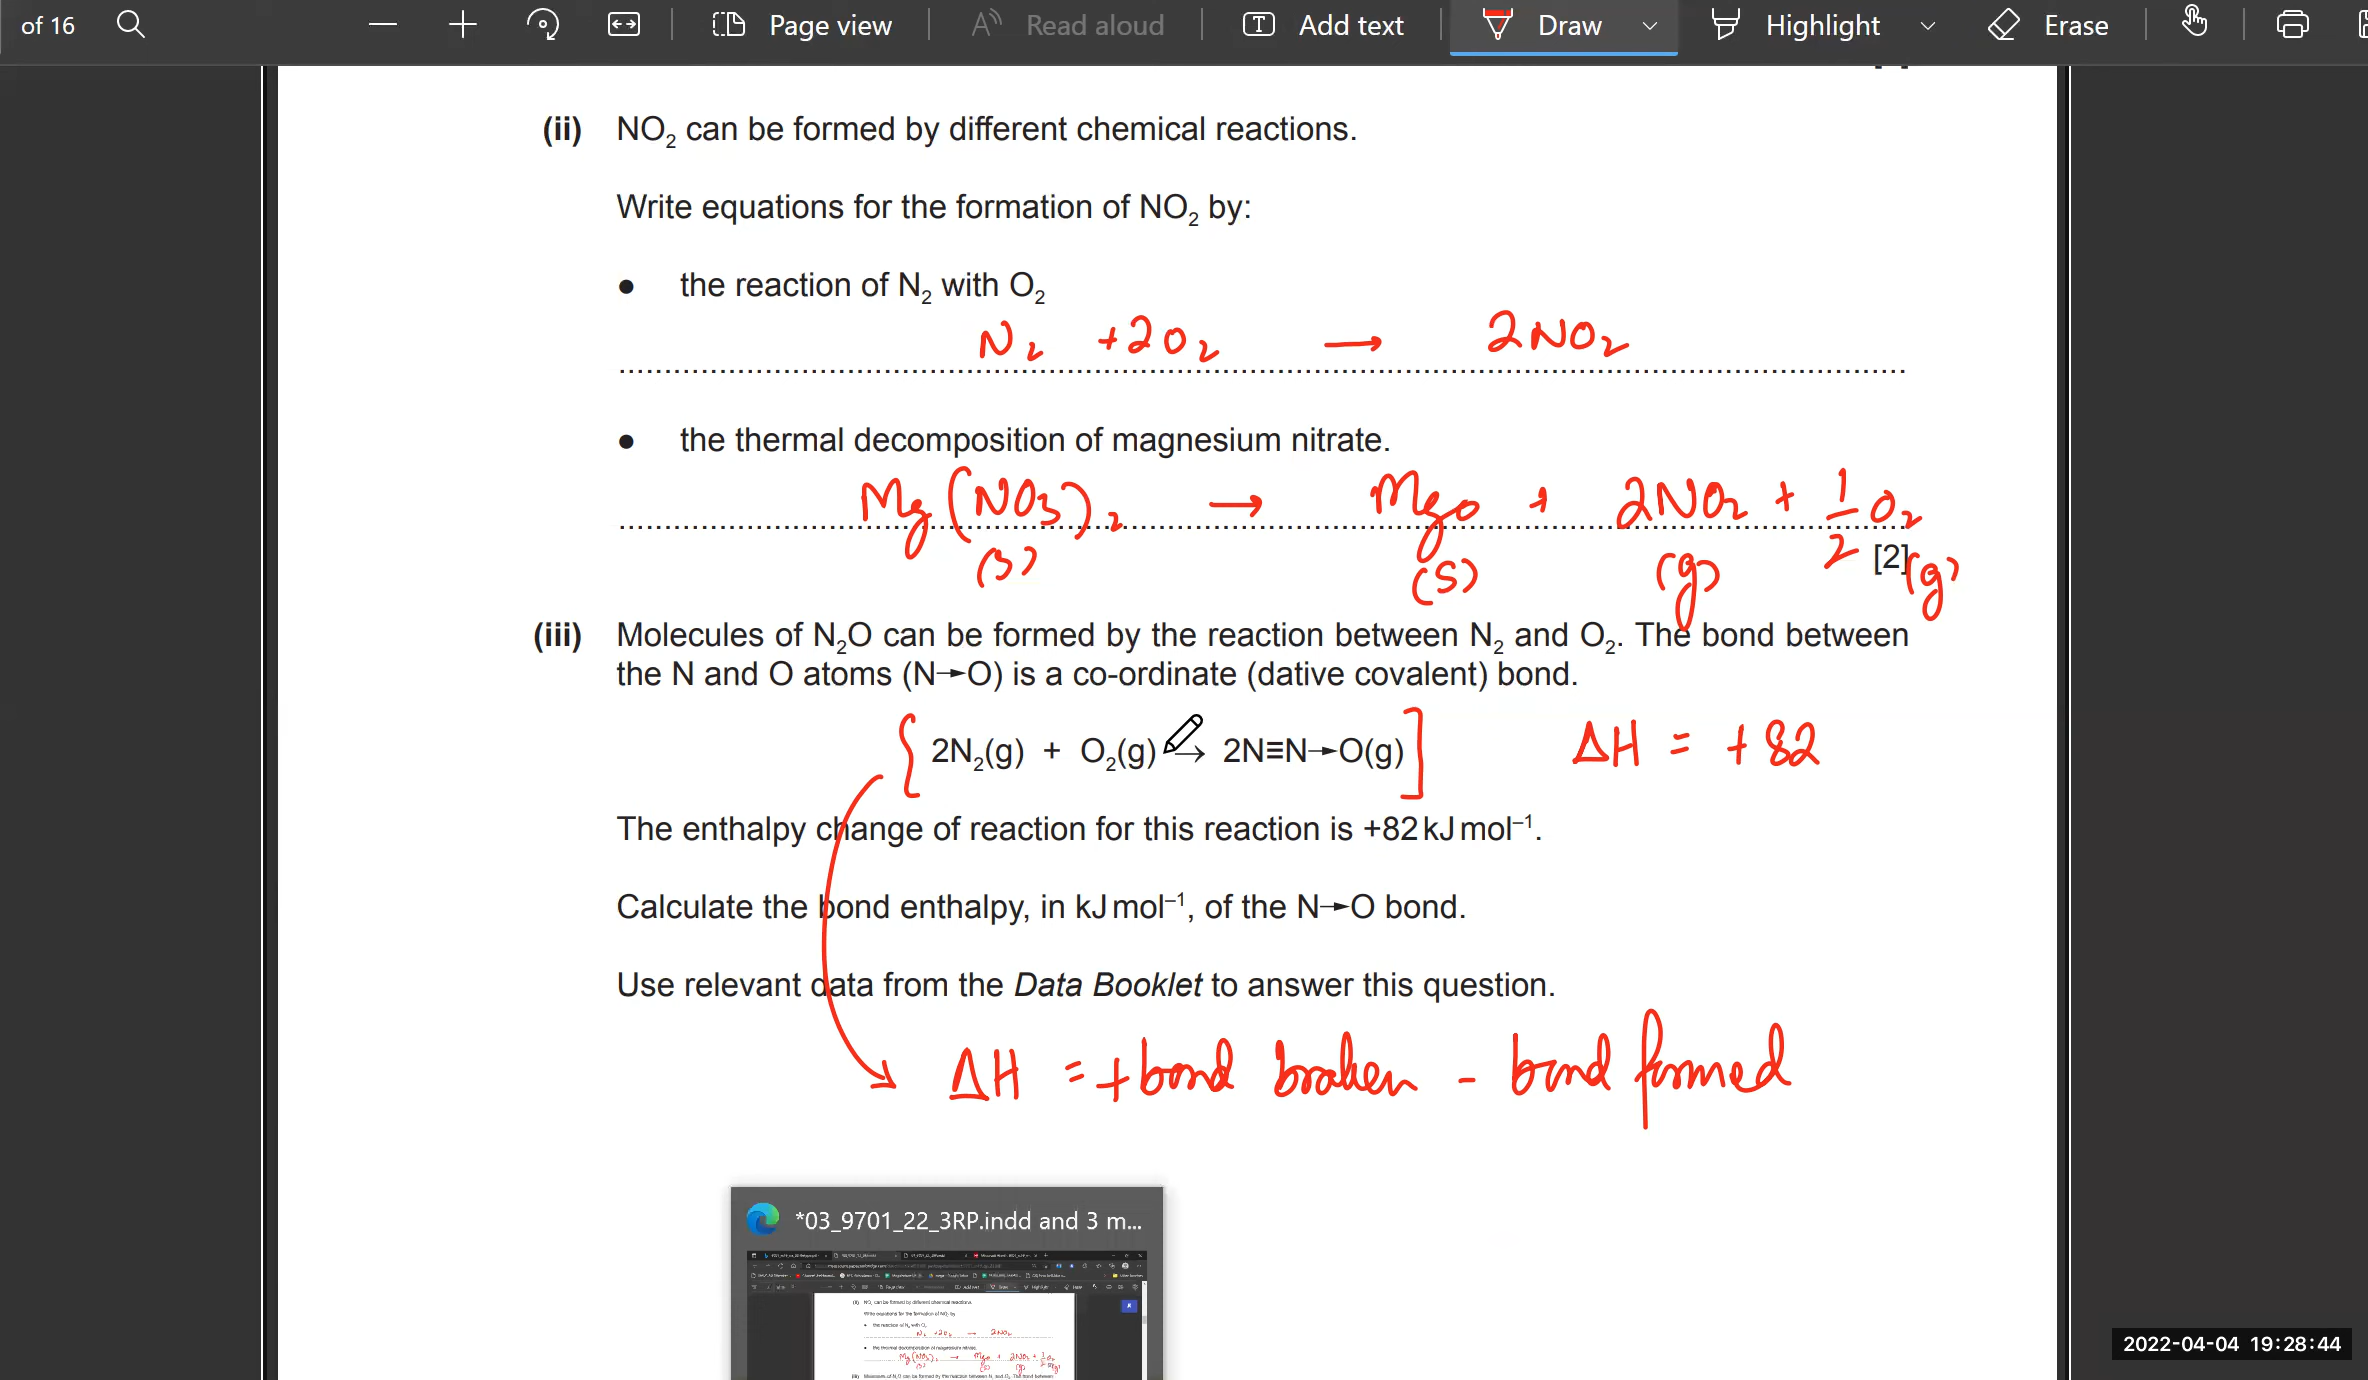 of 16 Page view Read aloud Add text Draw Highlight Erase
(ii) NO2 can be formed by different chemical reactions.
Write equations for the formation of NO2 by:
● the reaction of N2 with O2
N2 +2O2 → 2NO2
● the thermal decomposition of magnesium nitrate.
Mg(NO3)2 → MgO + 2NO2 + 1/2 O2
[2]
(s) (s) (g) (g)
(iii) Molecules of N2O can be formed by the reaction between N2 and O2. The bond between
the N and O atoms (N→O) is a co-ordinate (dative covalent) bond.
{2N2(g) + O2(g) → 2N≡N→O(g)] ΔH = +82
The enthalpy change of reaction for this reaction is +82 kJ mol–1.
Calculate the bond enthalpy, in kJ mol–1, of the N→O bond.
Use relevant data from the Data Booklet to answer this question.
ΔH = +bond broken - bond formed
*03_9701_22_3RP.indd and 3 m...
2022-04-04 19:28:44